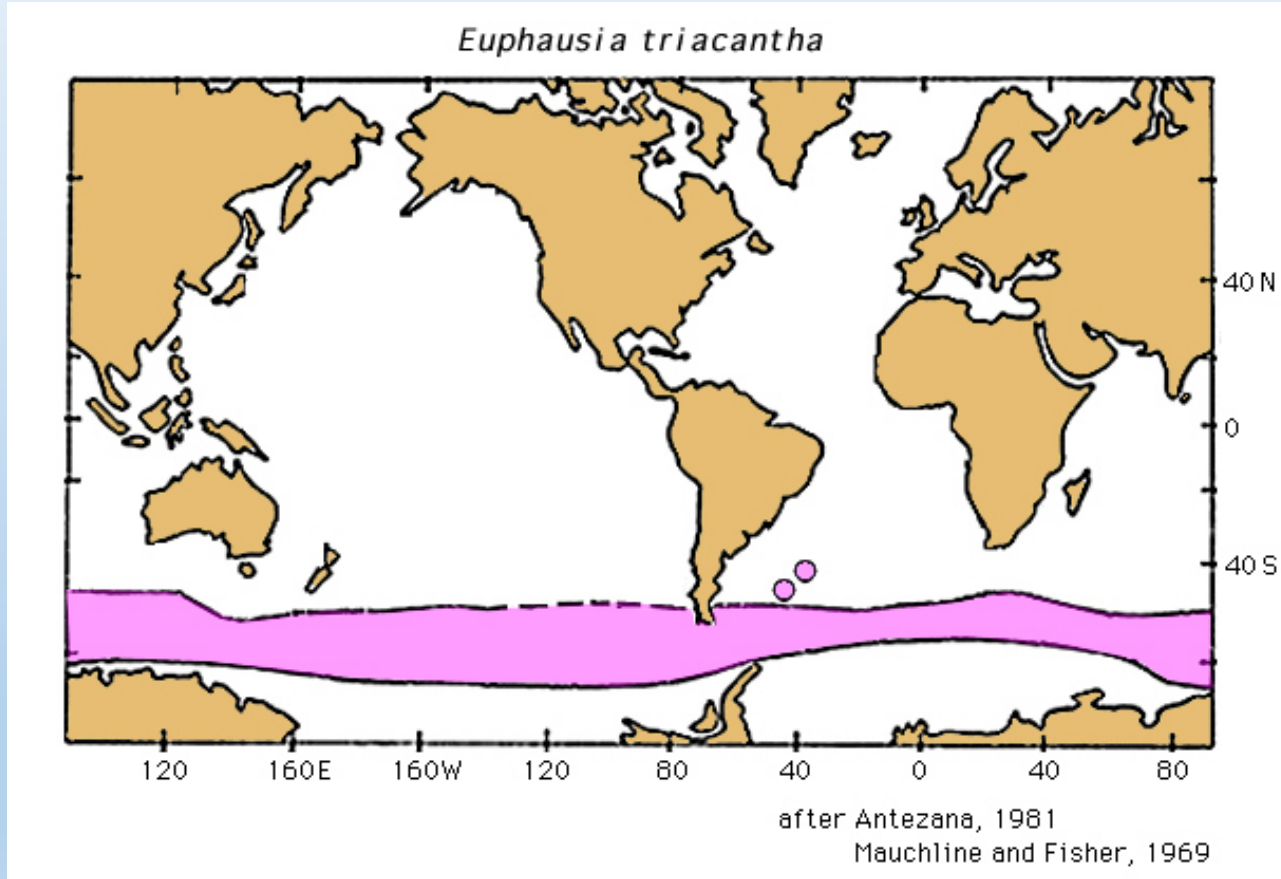 Euphausia triacantha
40 N
0
40 S
120 160E 160W 120 80 40 0 40 80
after Antezana, 1981
Mauchline and Fisher, 1969